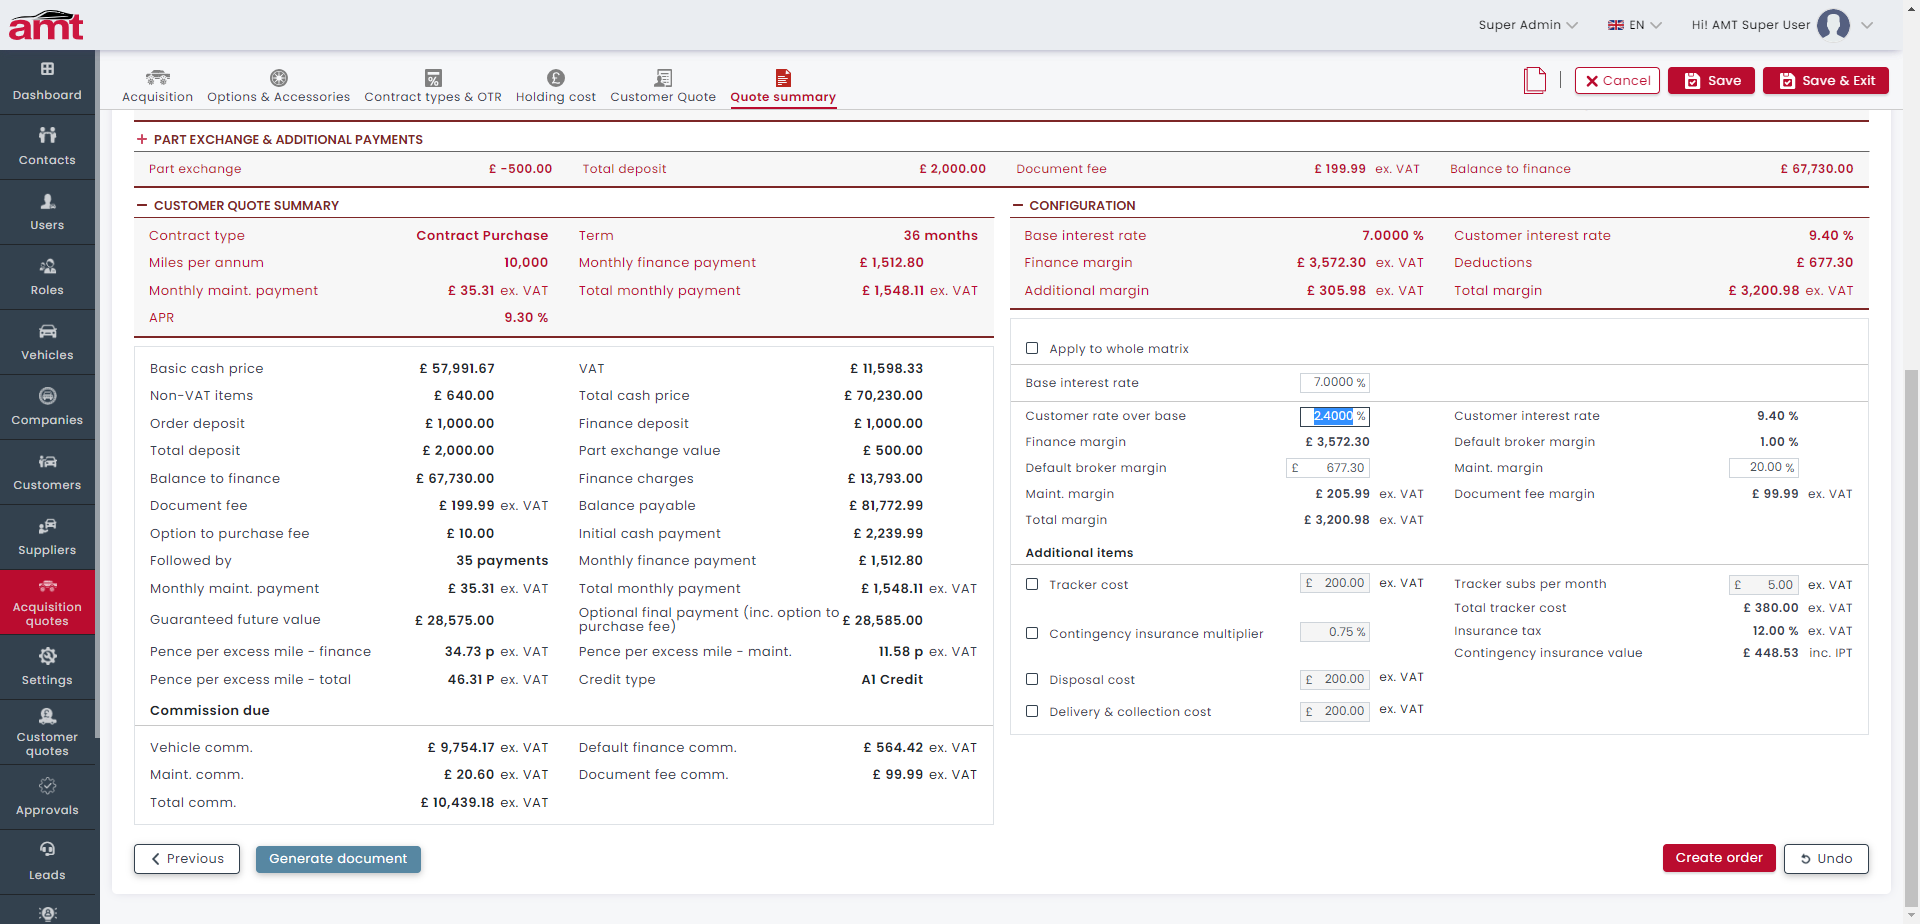 amt
Super Admin
EN
Hi! AMT Super User
Dashboard
Contacts
Users
Roles
Vehicles
Companies
Customers
Suppliers
Acquisition
quotes
Settings
Customer
quotes
Approvals
Leads
Acquisition
Options & Accessories
Contract types & OTR
Holding cost
Customer Quote
Quote summary
Cancel
Save
Save & Exit
+ PART EXCHANGE & ADDITIONAL PAYMENTS
Part exchange £ -500.00 Total deposit £ 2,000.00 Document fee £ 199.99 ex. VAT Balance to finance £ 67,730.00
— CUSTOMER QUOTE SUMMARY
Contract type Contract Purchase Term 36 months
Miles per annum 10,000 Monthly finance payment £ 1,512.80
Monthly maint. payment £ 35.31 ex. VAT Total monthly payment £ 1,548.11 ex. VAT
APR 9.30 %
Basic cash price £ 57,991.67 VAT £ 11,598.33
Non-VAT items £ 640.00 Total cash price £ 70,230.00
Order deposit £ 1,000.00 Finance deposit £ 1,000.00
Total deposit £ 2,000.00 Part exchange value £ 500.00
Balance to finance £ 67,730.00 Finance charges £ 13,793.00
Document fee £ 199.99 ex. VAT Balance payable £ 81,772.99
Option to purchase fee £ 10.00 Initial cash payment £ 2,239.99
Followed by 35 payments Monthly finance payment £ 1,512.80
Monthly maint. payment £ 35.31 ex. VAT Total monthly payment £ 1,548.11 ex. VAT
Guaranteed future value £ 28,575.00 Optional final payment (inc. option to
purchase fee) £ 28,585.00
Pence per excess mile - finance 34.73 p ex. VAT Pence per excess mile - maint. 11.58 p ex. VAT
Pence per excess mile - total 46.31 P ex. VAT Credit type A1 Credit
Commission due
Vehicle comm. £ 9,754.17 ex. VAT Default finance comm. £ 564.42 ex. VAT
Maint. comm. £ 20.60 ex. VAT Document fee comm. £ 99.99 ex. VAT
Total comm. £ 10,439.18 ex. VAT
— CONFIGURATION
Base interest rate 7.0000 % Customer interest rate 9.40 %
Finance margin £ 3,572.30 ex. VAT Deductions £ 677.30
Additional margin £ 305.98 ex. VAT Total margin £ 3,200.98 ex. VAT
Apply to whole matrix
Base interest rate 7.0000 %
Customer rate over base 2.4000 % Customer interest rate 9.40 %
Finance margin £ 3,572.30 Default broker margin 1.00 %
Default broker margin £ 677.30 Maint. margin 20.00 %
Maint. margin £ 205.99 ex. VAT Document fee margin £ 99.99 ex. VAT
Total margin £ 3,200.98 ex. VAT
Additional items
Tracker cost £ 200.00 ex. VAT Tracker subs per month £ 5.00 ex. VAT
Total tracker cost £ 380.00 ex. VAT
Contingency insurance multiplier 0.75 % Insurance tax 12.00 % ex. VAT
Contingency insurance value £ 448.53 inc. IPT
Disposal cost £ 200.00 ex. VAT
Delivery & collection cost £ 200.00 ex. VAT
Previous
Generate document
Create order
Undo